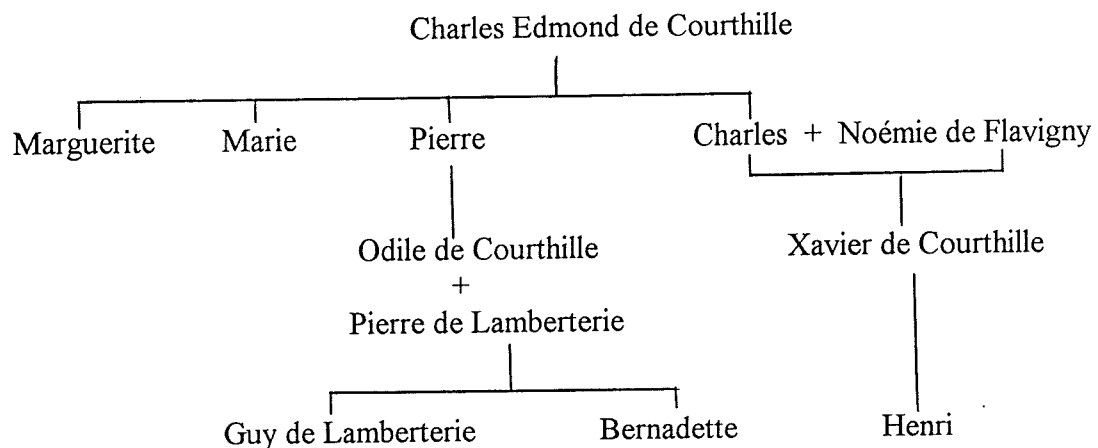 Charles Edmond de Courthille
Marguerite Marie Pierre Charles + Noémie de Flavigny
Odile de Courthille Xavier de Courthille
+
Pierre de Lamberterie
Guy de Lamberterie Bernadette Henri